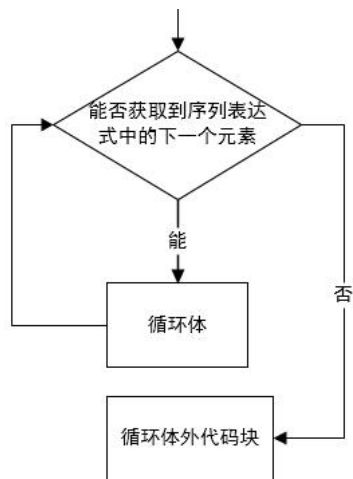 能否获取到序列表达
式中的下一个元素
能
循环体
否
循环体外代码块